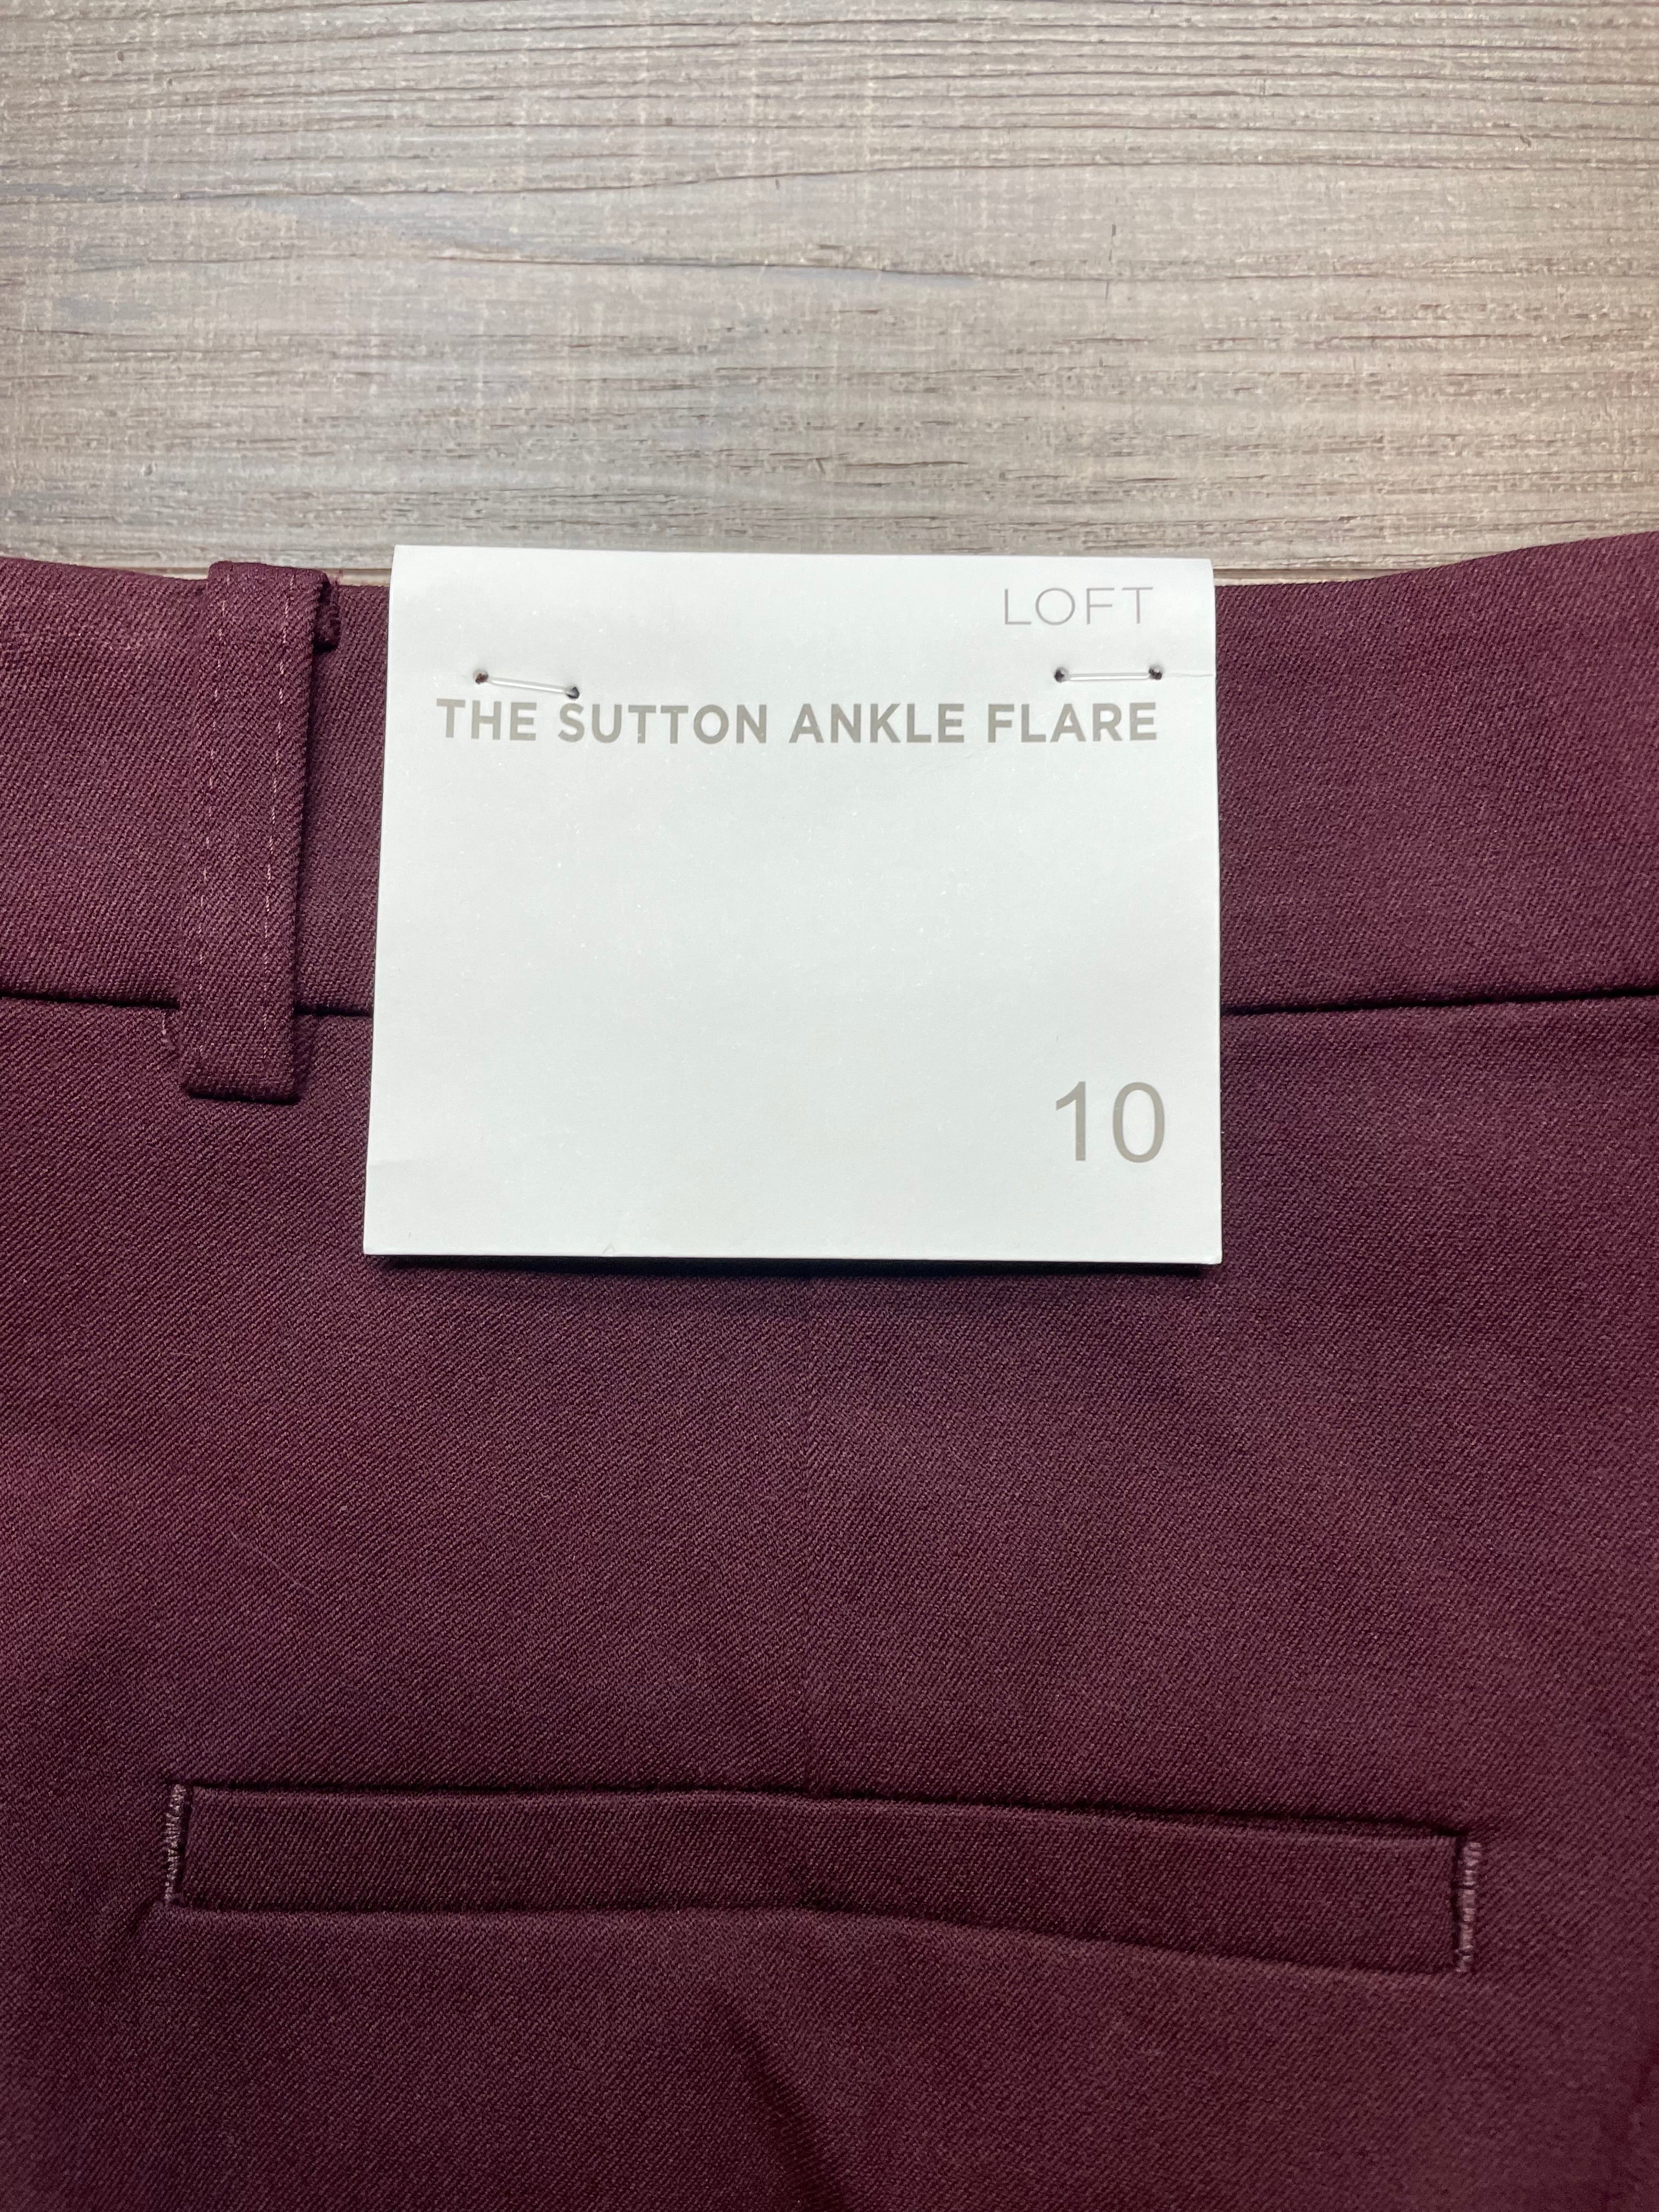 LOFT
THE SUTTON ANKLE FLARE
10